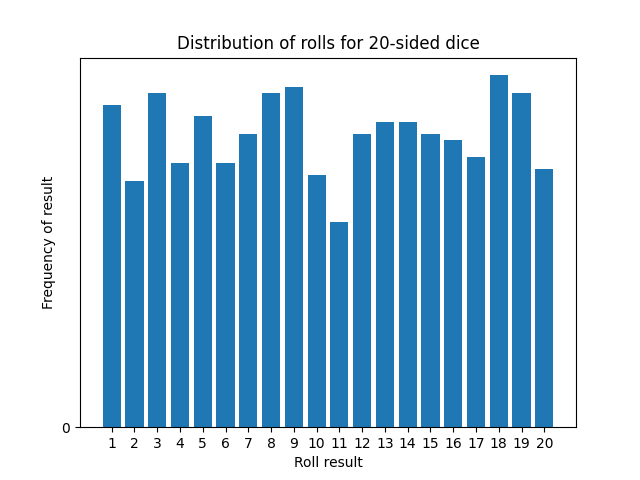 Distribution of rolls for 20-sided dice
Frequency of result
0
1 2 3 4 5 6 7 8 9 10 11 12 13 14 15 16 17 18 19 20
Roll result